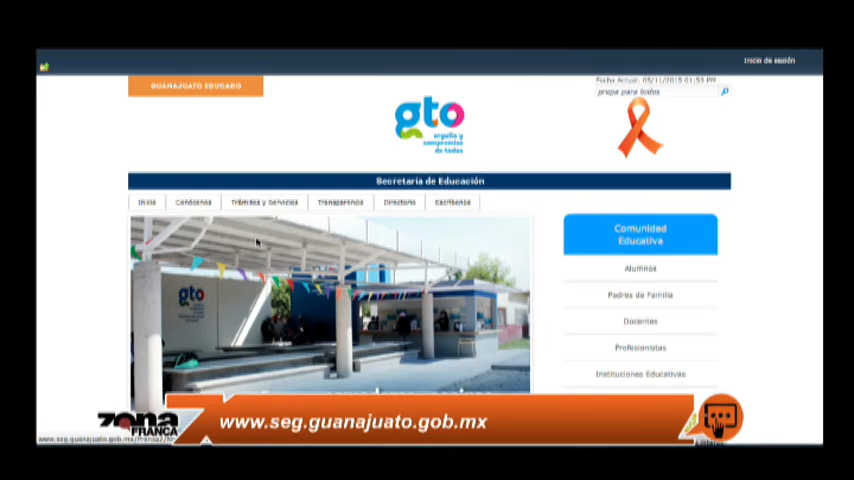 Inicio de sesión
GUANAJUATO EDUCADO
Fecha Actual: 05/11/2015 01:53 PM
prepa para todos
gto
orgullo y
compromiso
de todos
Secretaría de Educación
Inicio
Conócenos
Trámites y Servicios
Transparencia
Directorio
Escríbenos
gto
Comunidad
Educativa
Alumnos
Padres de Familia
Docentes
Profesionistas
Instituciones Educativas
ZONA
FRANCA
www.seg.guanajuato.gob.mx